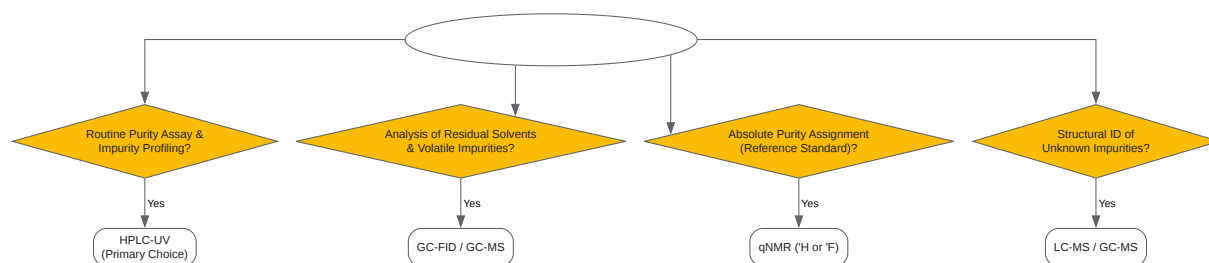 Routine Purity Assay &
Impurity Profiling?
Analysis of Residual Solvents
& Volatile Impurities?
Absolute Purity Assignment
(Reference Standard)?
Structural ID of
Unknown Impurities?
Yes
Yes
Yes
Yes
HPLC-UV
(Primary Choice)
GC-FID / GC-MS
qNMR ('H or 'F)
LC-MS / GC-MS